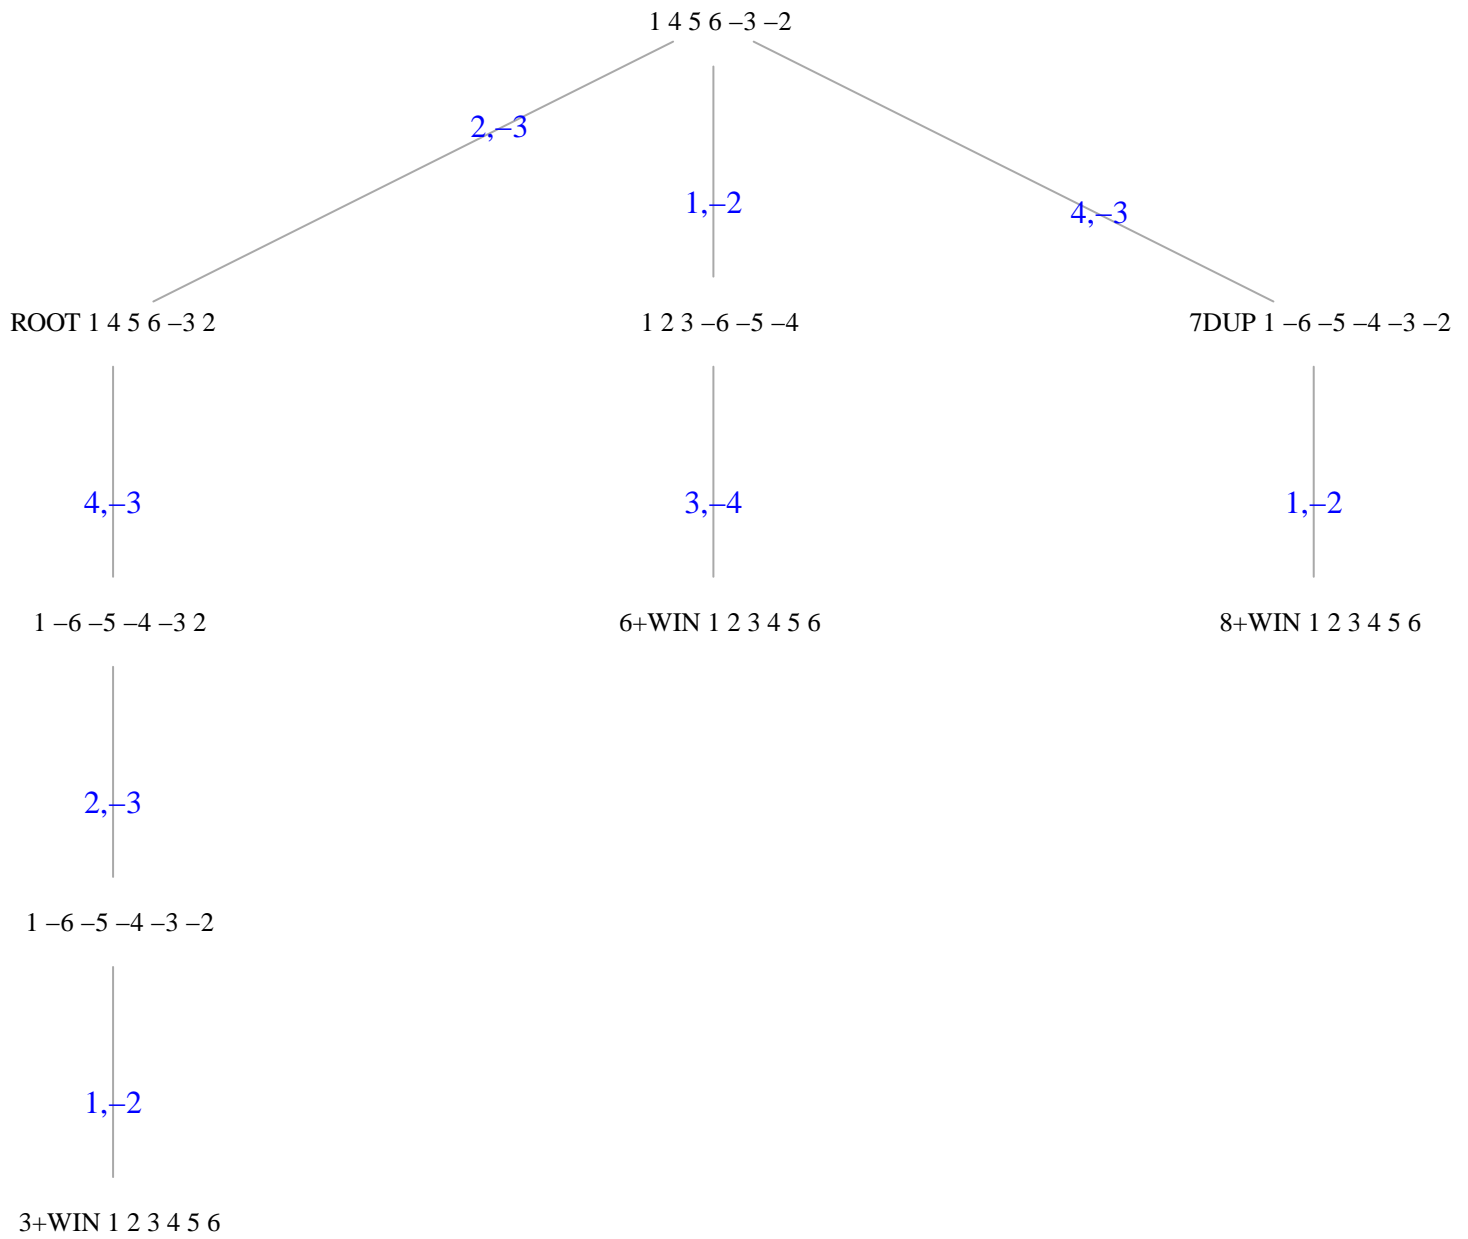 1 4 5 6 –3 –2
2,–3
1,–2
4,–3
ROOT 1 4 5 6 –3 2
1 2 3 –6 –5 –4
7DUP 1 –6 –5 –4 –3 –2
4,–3
3,–4
1,–2
1 –6 –5 –4 –3 2
6+WIN 1 2 3 4 5 6
8+WIN 1 2 3 4 5 6
2,–3
1 –6 –5 –4 –3 –2
1,–2
3+WIN 1 2 3 4 5 6